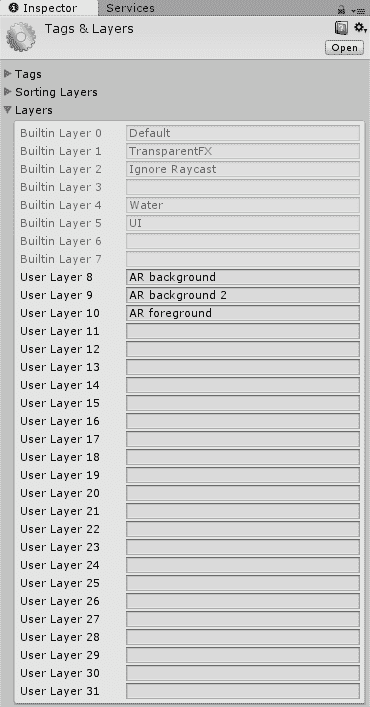 Inspector Services
Tags & Layers
Open
Tags
Sorting Layers
Layers
Builtin Layer 0 Default
Builtin Layer 1 TransparentFX
Builtin Layer 2 Ignore Raycast
Builtin Layer 3
Builtin Layer 4 Water
Builtin Layer 5 UI
Builtin Layer 6
Builtin Layer 7
User Layer 8 AR background
User Layer 9 AR background 2
User Layer 10 AR foreground
User Layer 11
User Layer 12
User Layer 13
User Layer 14
User Layer 15
User Layer 16
User Layer 17
User Layer 18
User Layer 19
User Layer 20
User Layer 21
User Layer 22
User Layer 23
User Layer 24
User Layer 25
User Layer 26
User Layer 27
User Layer 28
User Layer 29
User Layer 30
User Layer 31